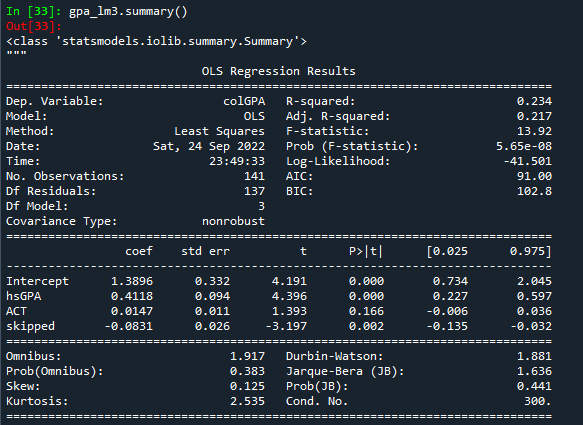 In [33]: gpa_lm3.summary()
Out[33]:
<class 'statsmodels.iolib.summary.Summary'>
"""
                            OLS Regression Results
==============================================================================
Dep. Variable:                 colGPA   R-squared:                       0.234
Model:                            OLS   Adj. R-squared:                  0.217
Method:                 Least Squares   F-statistic:                     13.92
Date:                Sat, 24 Sep 2022   Prob (F-statistic):           5.65e-08
Time:                        23:49:33   Log-Likelihood:                -41.501
No. Observations:                 141   AIC:                             91.00
Df Residuals:                     137   BIC:                             102.8
Df Model:                           3
Covariance Type:            nonrobust
==============================================================================
                 coef    std err          t      P>|t|      [0.025      0.975]
------------------------------------------------------------------------------
Intercept      1.3896      0.332      4.191      0.000       0.734       2.045
hsGPA          0.4118      0.094      4.396      0.000       0.227       0.597
ACT            0.0147      0.011      1.393      0.166      -0.006       0.036
skipped       -0.0831      0.026     -3.197      0.002      -0.135      -0.032
==============================================================================
Omnibus:                        1.917   Durbin-Watson:                   1.881
Prob(Omnibus):                  0.383   Jarque-Bera (JB):                1.636
Skew:                           0.125   Prob(JB):                        0.441
Kurtosis:                       2.535   Cond. No.                         300.
==============================================================================